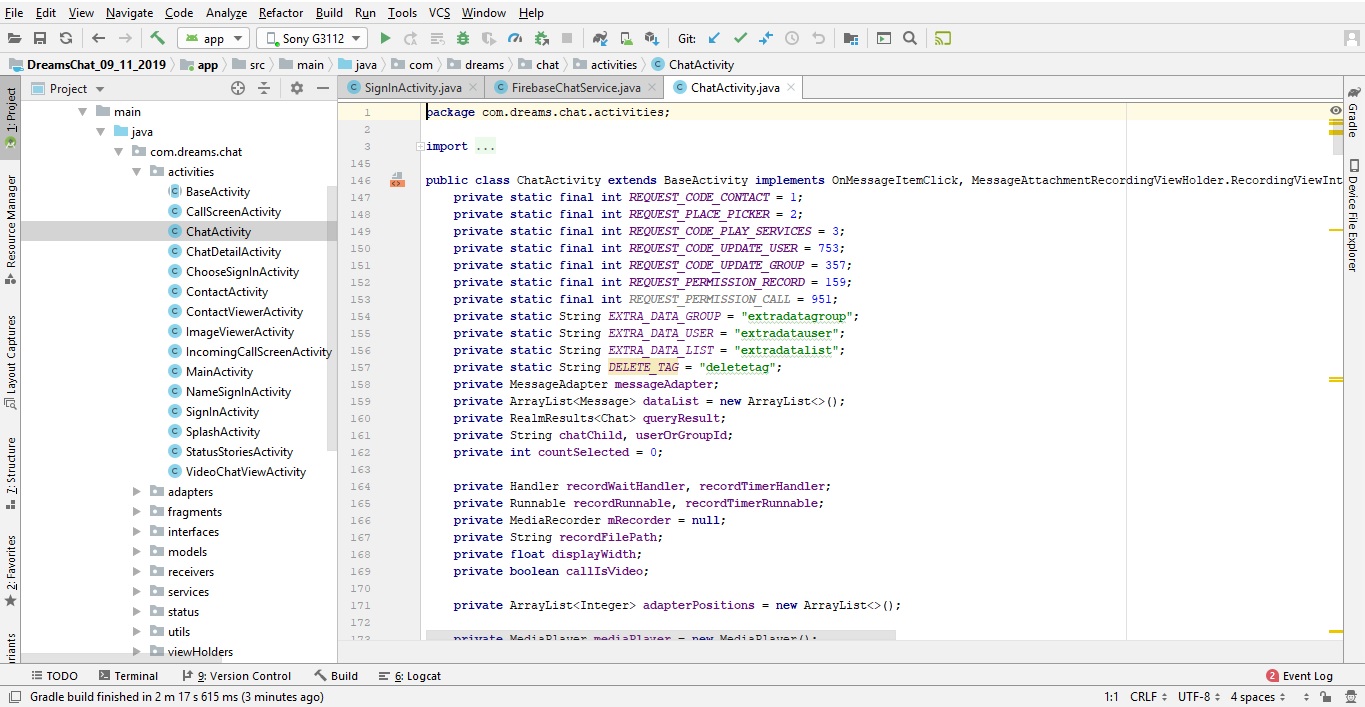 File Edit View Navigate Code Analyze Refactor Build Run Tools VCS Window Help
app Sony G3112 Git:
DreamsChat_09_11_2019 app src main java com dreams chat activities ChatActivity
Project SignInActivity.java FirebaseChatService.java ChatActivity.java
1: Project
Resource Manager
Layout Captures
7: Structure
2: Favorites
main
java
com.dreams.chat
activities
BaseActivity
CallScreenActivity
ChatActivity
ChatDetailActivity
ChooseSignInActivity
ContactActivity
ContactViewerActivity
ImageViewerActivity
IncomingCallScreenActivity
MainActivity
NameSignInActivity
SignInActivity
SplashActivity
StatusStoriesActivity
VideoChatViewActivity
adapters
fragments
interfaces
models
receivers
services
status
utils
viewHolders
1 package com.dreams.chat.activities;
2
3 import ...
145
146 public class ChatActivity extends BaseActivity implements OnMessageItemClick, MessageAttachmentRecordingViewHolder.RecordingViewInt
147 private static final int REQUEST_CODE_CONTACT = 1;
148 private static final int REQUEST_PLACE_PICKER = 2;
149 private static final int REQUEST_CODE_PLAY_SERVICES = 3;
150 private static final int REQUEST_CODE_UPDATE_USER = 753;
151 private static final int REQUEST_CODE_UPDATE_GROUP = 357;
152 private static final int REQUEST_PERMISSION_RECORD = 159;
153 private static final int REQUEST_PERMISSION_CALL = 951;
154 private static String EXTRA_DATA_GROUP = "extradatagroup";
155 private static String EXTRA_DATA_USER = "extradatauser";
156 private static String EXTRA_DATA_LIST = "extradatalist";
157 private static String DELETE_TAG = "deletetag";
158 private MessageAdapter messageAdapter;
159 private ArrayList<Message> dataList = new ArrayList<>();
160 private RealmResults<Chat> queryResult;
161 private String chatChild, userOrGroupId;
162 private int countSelected = 0;
163
164 private Handler recordWaitHandler, recordTimerHandler;
165 private Runnable recordRunnable, recordTimerRunnable;
166 private MediaRecorder mRecorder = null;
167 private String recordFilePath;
168 private float displayWidth;
169 private boolean callIsVideo;
170
171 private ArrayList<Integer> adapterPositions = new ArrayList<>();
172
173 private MediaPlayer mediaPlayer = new MediaPlayer();
Gradle
Device File Explorer
TODO Terminal 9: Version Control Build 6: Logcat 2 Event Log
Gradle build finished in 2 m 17 s 615 ms (3 minutes ago) 1:1 CRLF UTF-8 4 spaces